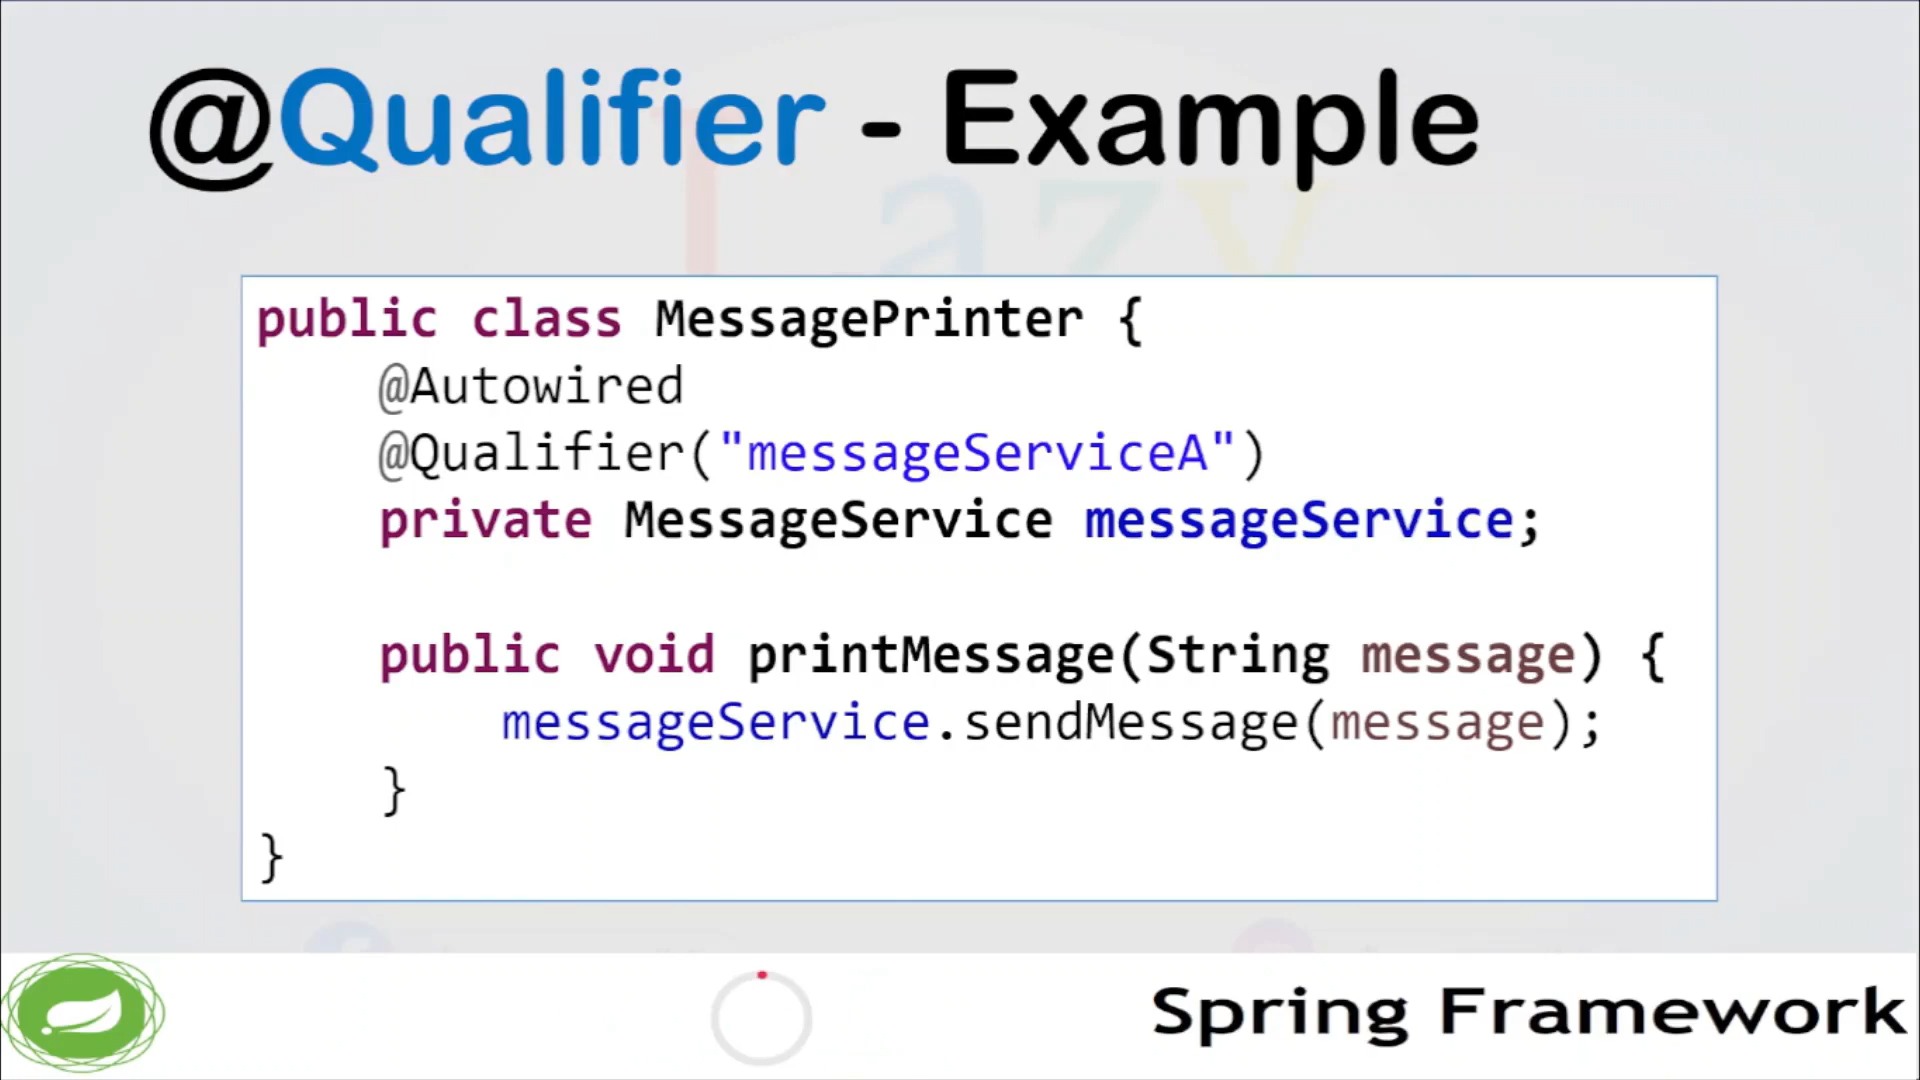 @Qualifier - Example
Lazy
public class MessagePrinter {
@Autowired
@Qualifier("messageServiceA")
private MessageService messageService;
public void printMessage(String message) {
messageService.sendMessage(message);
}
}
Spring Framework